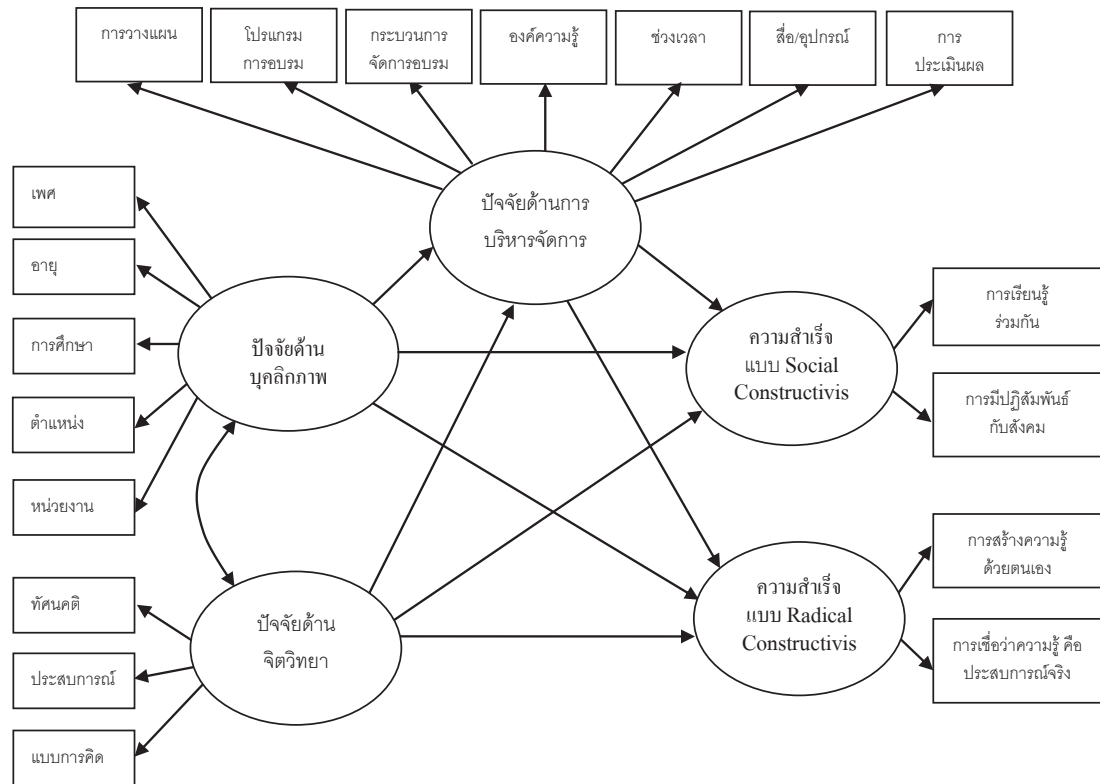 การวางแผน
โปรแกรม
การอบรม
กระบวนการ
จัดการอบรม
องค์ความรู้
ช่วงเวลา
สื่อ/อุปกรณ์
การ
ประเมินผล
ปัจจัยด้านการ
บริหารจัดการ
เพศ
อายุ
การศึกษา
ตำแหน่ง
หน่วยงาน
ปัจจัยด้าน
บุคลิกภาพ
ความสำเร็จ
แบบ Social
Constructivis
การเรียนรู้
ร่วมกัน
การมีปฏิสัมพันธ์
กับสังคม
ทัศนคติ
ประสบการณ์
แบบการคิด
ปัจจัยด้าน
จิตวิทยา
ความสำเร็จ
แบบ Radical
Constructivis
การสร้างความรู้
ด้วยตนเอง
การเชื่อว่าความรู้ คือ
ประสบการณ์จริง